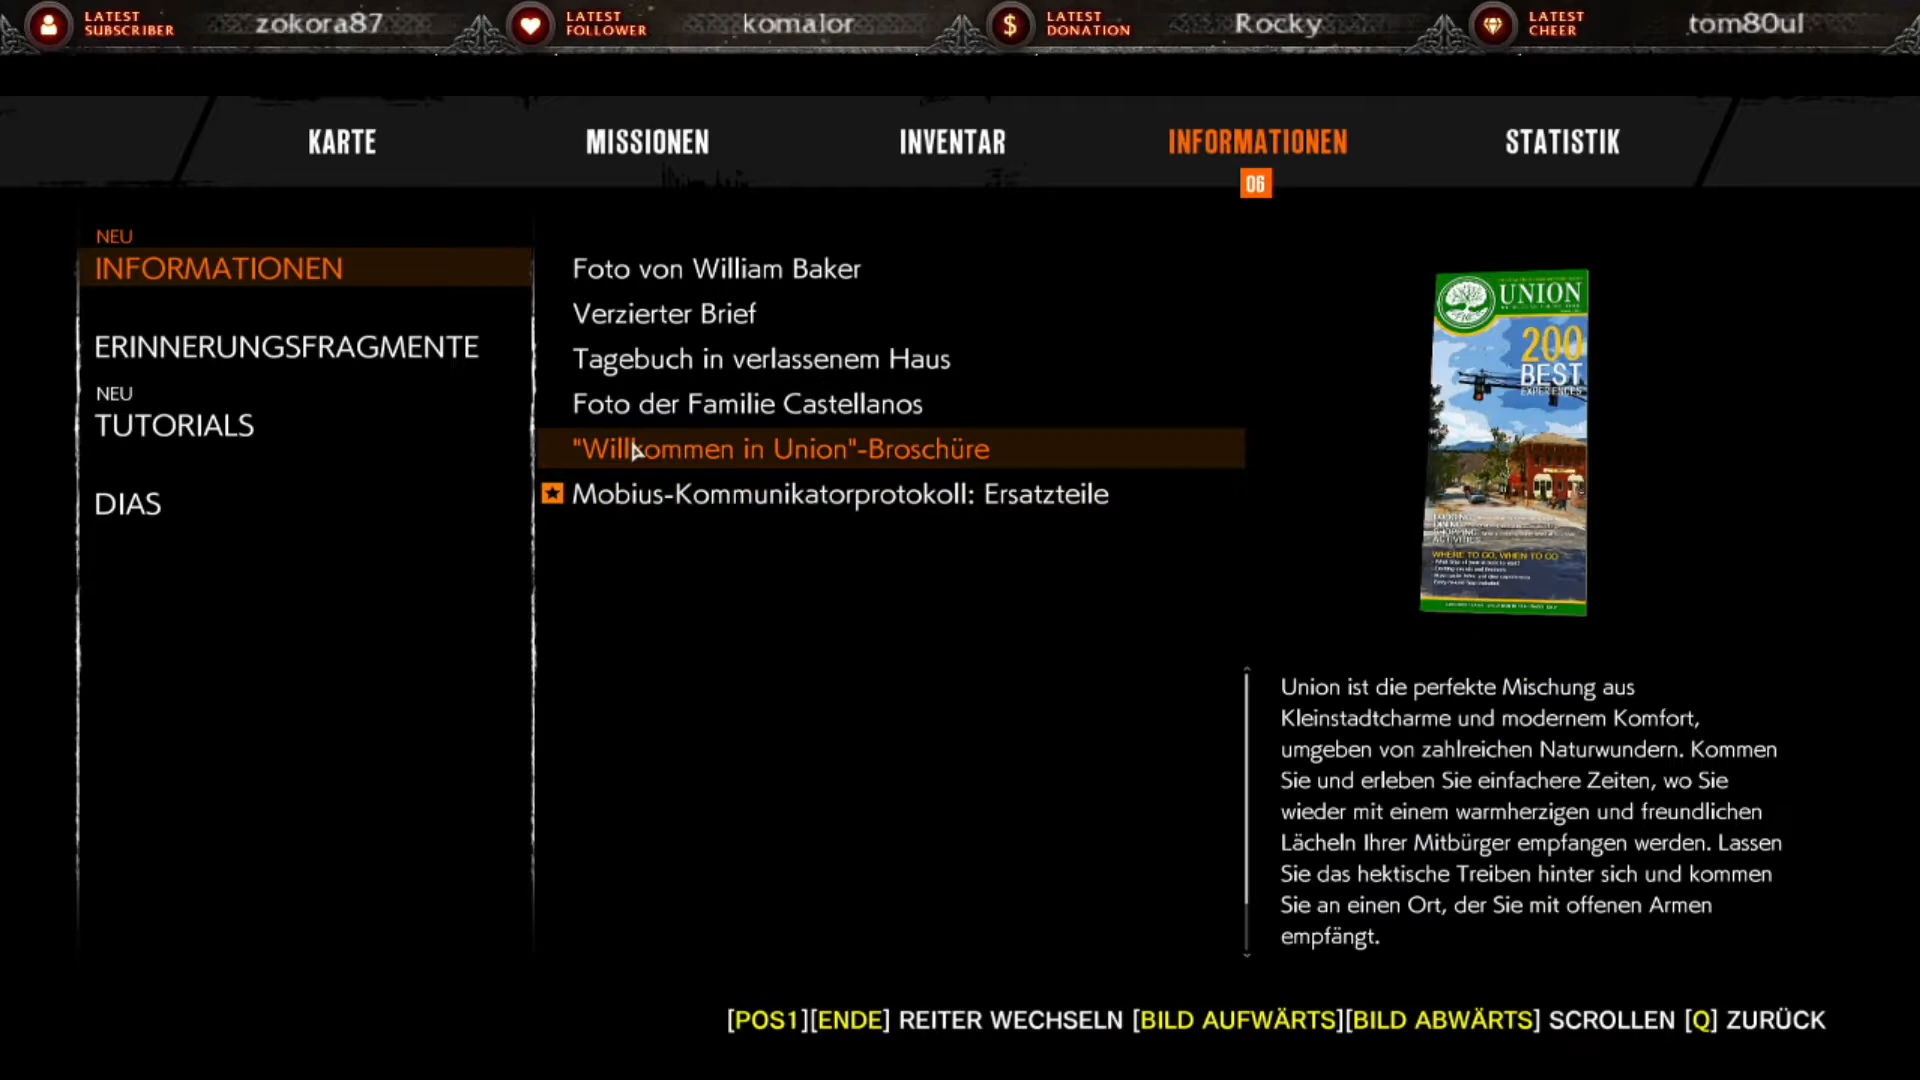 LATEST SUBSCRIBER zokora87
LATEST FOLLOWER komalor
LATEST DONATION Rocky
LATEST CHEER tom80ul
KARTE
MISSIONEN
INVENTAR
INFORMATIONEN
06
STATISTIK
NEU
INFORMATIONEN
ERINNERUNGSFRAGMENTE
NEU
TUTORIALS
DIAS
Foto von William Baker
Verzierter Brief
Tagebuch in verlassenem Haus
Foto der Familie Castellanos
"Willkommen in Union"-Broschüre
Mobius-Kommunikatorprotokoll: Ersatzteile
UNION
200
BEST
EXPERIENCES
WHERE TO GO, WHEN TO GO
Union ist die perfekte Mischung aus
Kleinstadtcharme und modernem Komfort,
umgeben von zahlreichen Naturwundern. Kommen
Sie und erleben Sie einfachere Zeiten, wo Sie
wieder mit einem warmherzigen und freundlichen
Lächeln Ihrer Mitbürger empfangen werden. Lassen
Sie das hektische Treiben hinter sich und kommen
Sie an einen Ort, der Sie mit offenen Armen
empfängt.
[POS1][ENDE] REITER WECHSELN [BILD AUFWÄRTS][BILD ABWÄRTS] SCROLLEN [Q] ZURÜCK